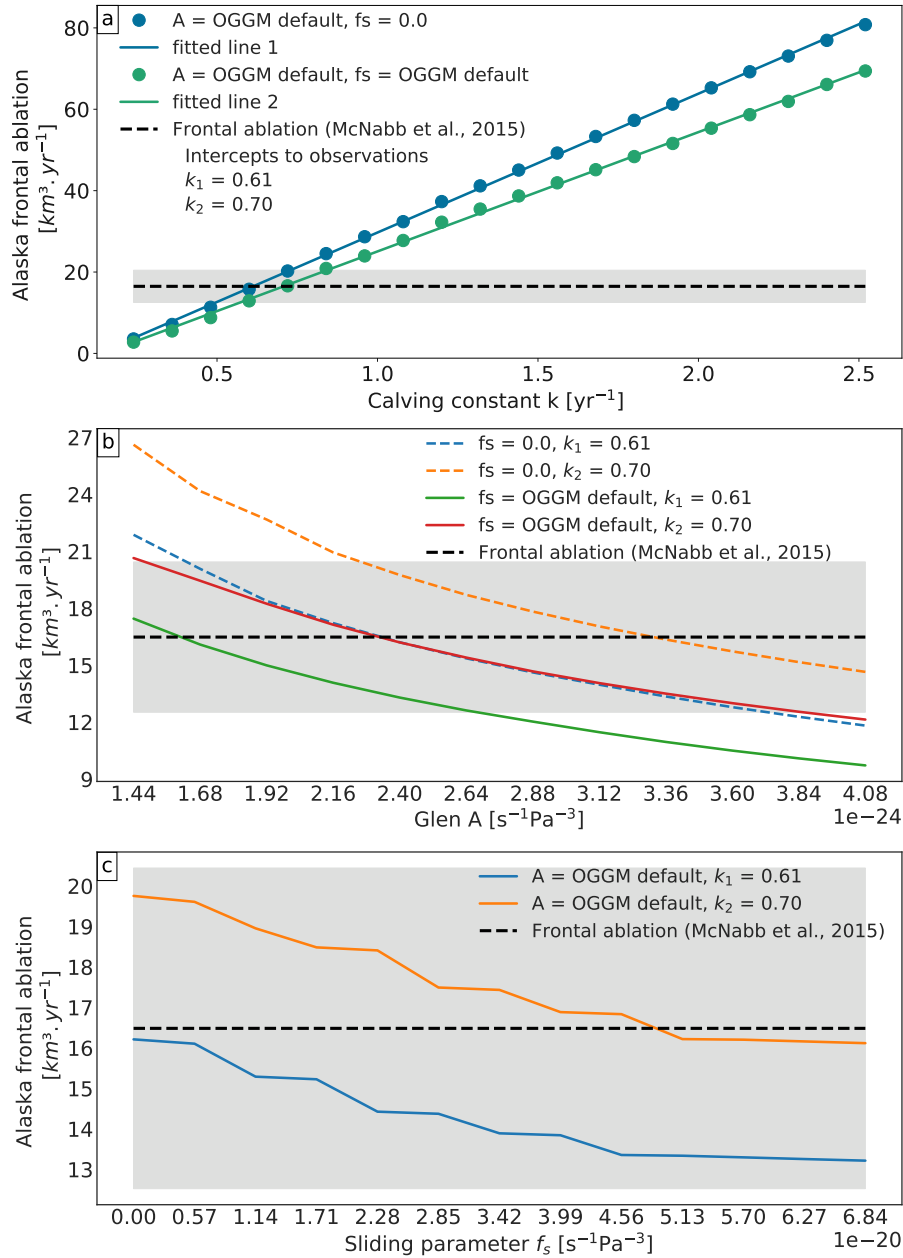 a
A = OGGM default, fs = 0.0
fitted line 1
A = OGGM default, fs = OGGM default
fitted line 2
Frontal ablation (McNabb et al., 2015)
Intercepts to observations
k₁ = 0.61
k₂ = 0.70
Alaska frontal ablation
[km³. yr⁻¹]
80
60
40
20
0
0.5 1.0 1.5 2.0 2.5
Calving constant k [yr⁻¹]
b
fs = 0.0, k₁ = 0.61
fs = 0.0, k₂ = 0.70
fs = OGGM default, k₁ = 0.61
fs = OGGM default, k₂ = 0.70
Frontal ablation (McNabb et al., 2015)
Alaska frontal ablation
[km³. yr⁻¹]
27
24
21
18
15
12
9
1.44 1.68 1.92 2.16 2.40 2.64 2.88 3.12 3.36 3.60 3.84 4.08
Glen A [s⁻¹Pa⁻³]
1e−24
c
A = OGGM default, k₁ = 0.61
A = OGGM default, k₂ = 0.70
Frontal ablation (McNabb et al., 2015)
Alaska frontal ablation
[km³. yr⁻¹]
20
19
18
17
16
15
14
13
0.00 0.57 1.14 1.71 2.28 2.85 3.42 3.99 4.56 5.13 5.70 6.27 6.84
Sliding parameter fₛ [s⁻¹Pa⁻³]
1e−20